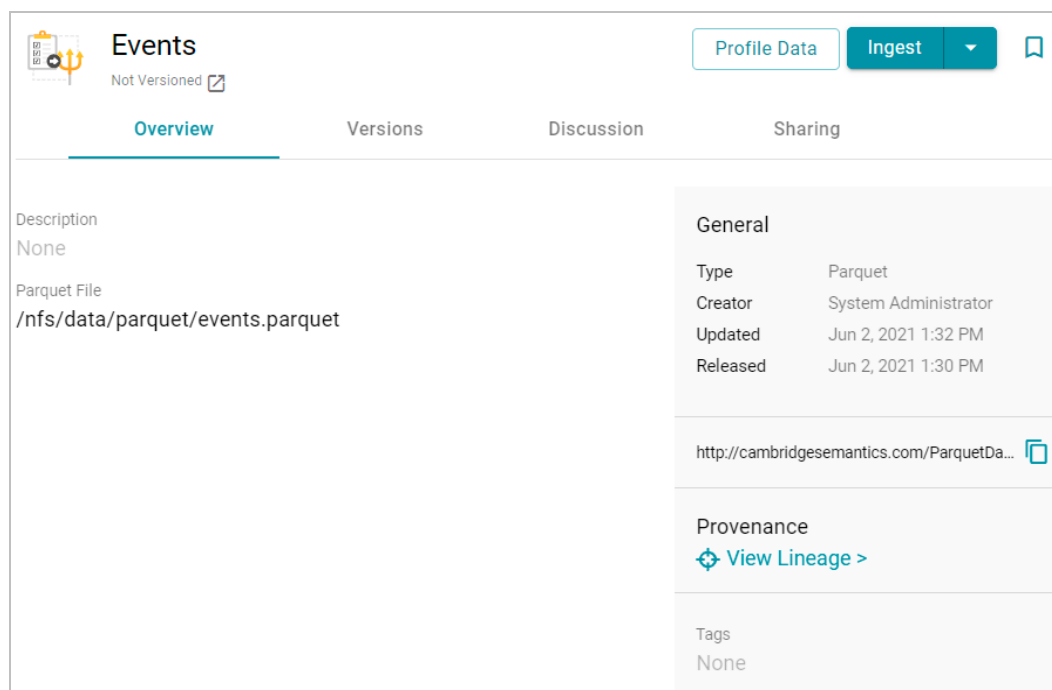 Events
Not Versioned
Profile Data
Ingest
Overview
Versions
Discussion
Sharing
Description
None
Parquet File
/nfs/data/parquet/events.parquet
General
Type Parquet
Creator System Administrator
Updated Jun 2, 2021 1:32 PM
Released Jun 2, 2021 1:30 PM
http://cambridgesemantics.com/ParquetDa...
Provenance
View Lineage >
Tags
None